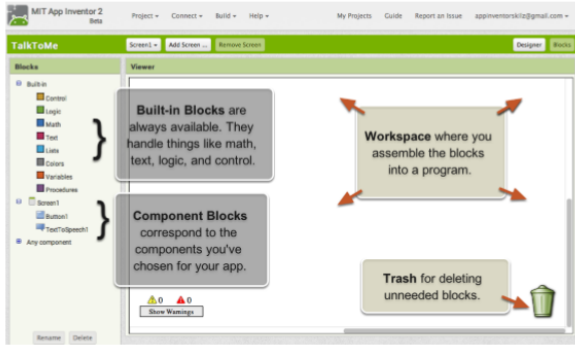 MIT App Inventor 2
Beta
Project Connect Build Help
My Projects Guide Report an Issue appinventorskilz@gmail.com
TalkToMe
Screen1 Add Screen ... Remove Screen
Designer Blocks
Blocks
Viewer
Built-in
Control
Logic
Math
Text
Lists
Colors
Variables
Procedures
Screen1
Button1
TextToSpeech1
Any component
Built-in Blocks are
always available. They
handle things like math,
text, logic, and control.
Component Blocks
correspond to the
components you've
chosen for your app.
Workspace where you
assemble the blocks
into a program.
Trash for deleting
unneeded blocks.
0 0
Show Warnings
Rename Delete